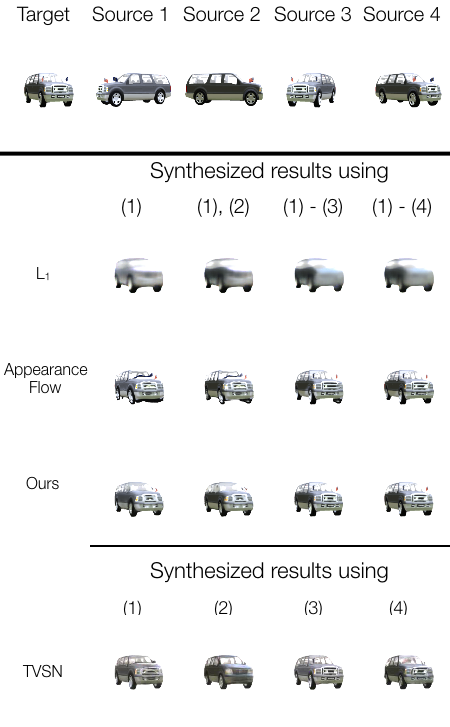 Target Source 1 Source 2 Source 3 Source 4
Synthesized results using
(1) (1), (2) (1) - (3) (1) - (4)
L₁
Appearance
Flow
Ours
Synthesized results using
(1) (2) (3) (4)
TVSN